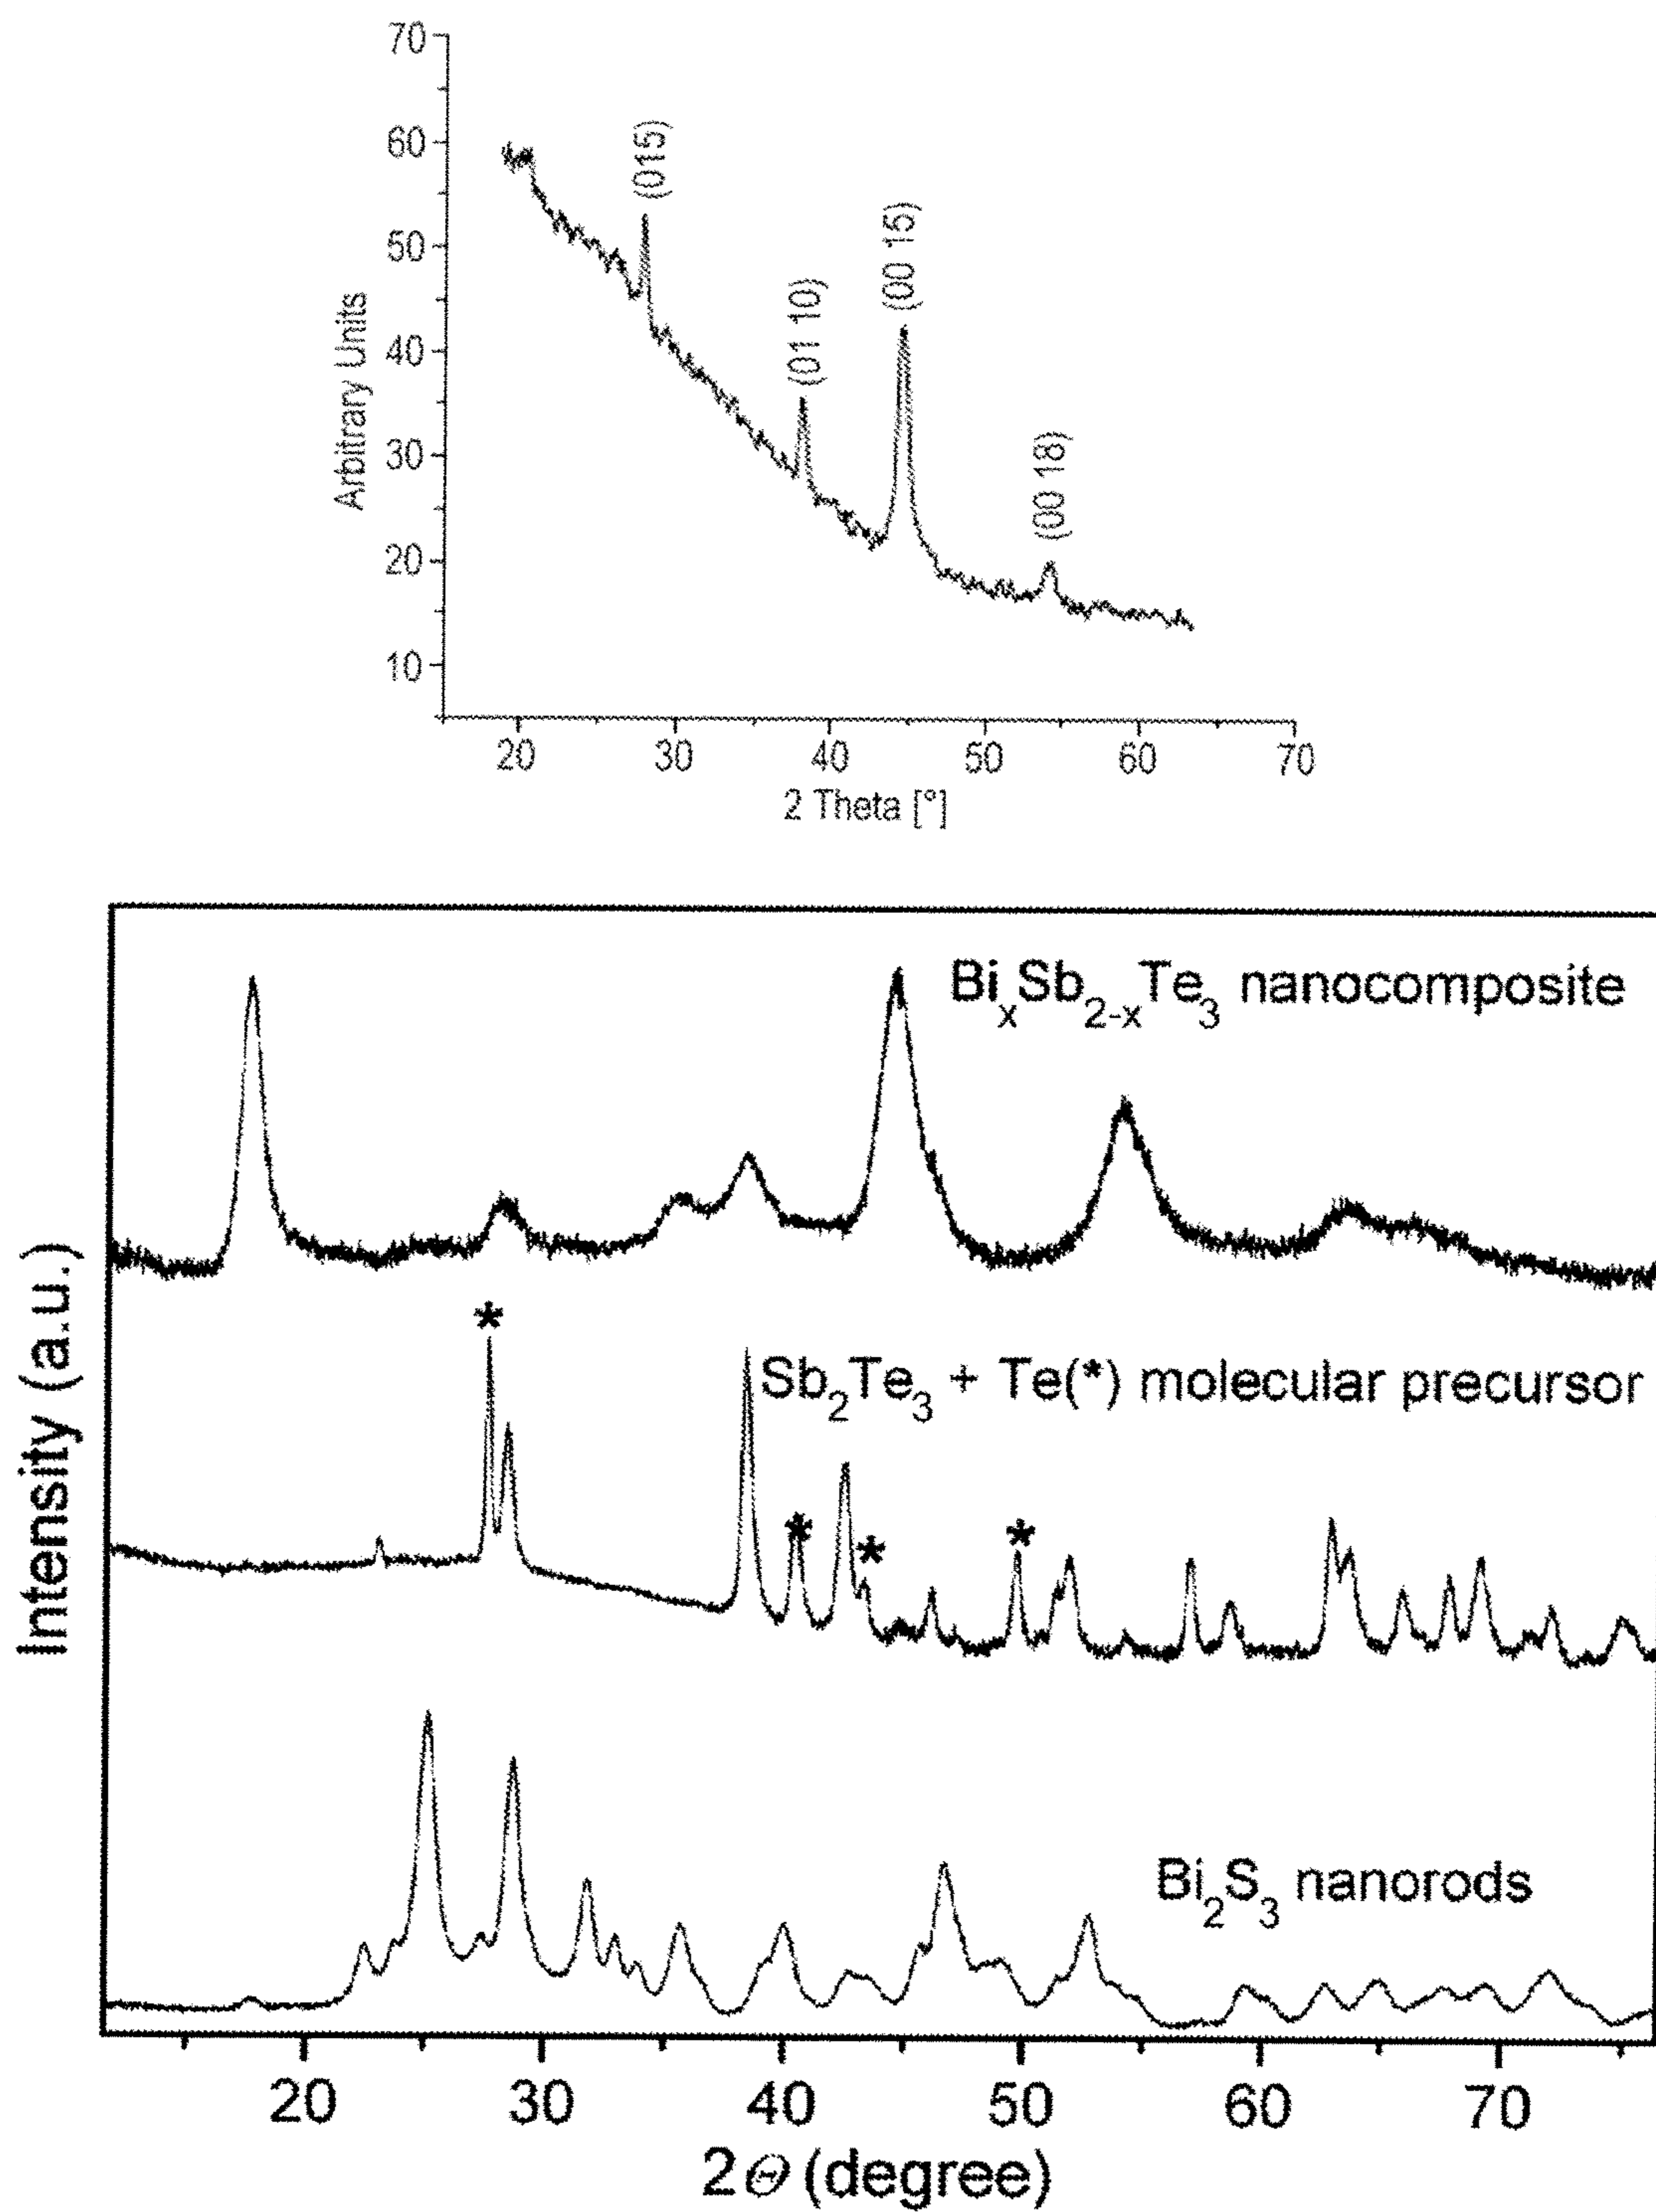 70
60
50
40
30
20
10
Arbitrary Units
(015)
(01 10)
(00 15)
(00 18)
20 30 40 50 60 70
2 Theta [°]
BiₓSb₂₋ₓTe₃ nanocomposite
*
Sb₂Te₃ + Te(*) molecular precursor
* * *
Bi₂S₃ nanorods
Intensity (a.u.)
20 30 40 50 60 70
2Θ (degree)